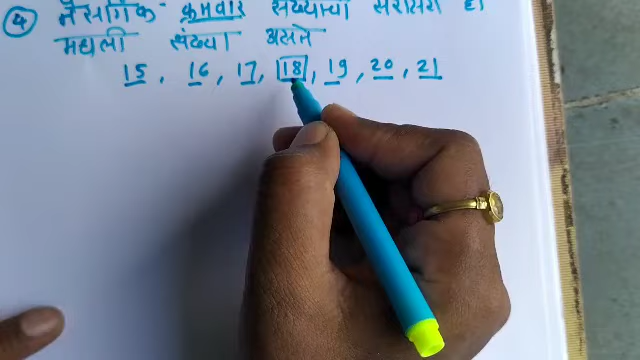 ④ नैसर्गिक क्रमवार संख्यांची सरासरी ही
मधली संख्या असते
15, 16, 17, 18, 19, 20, 21